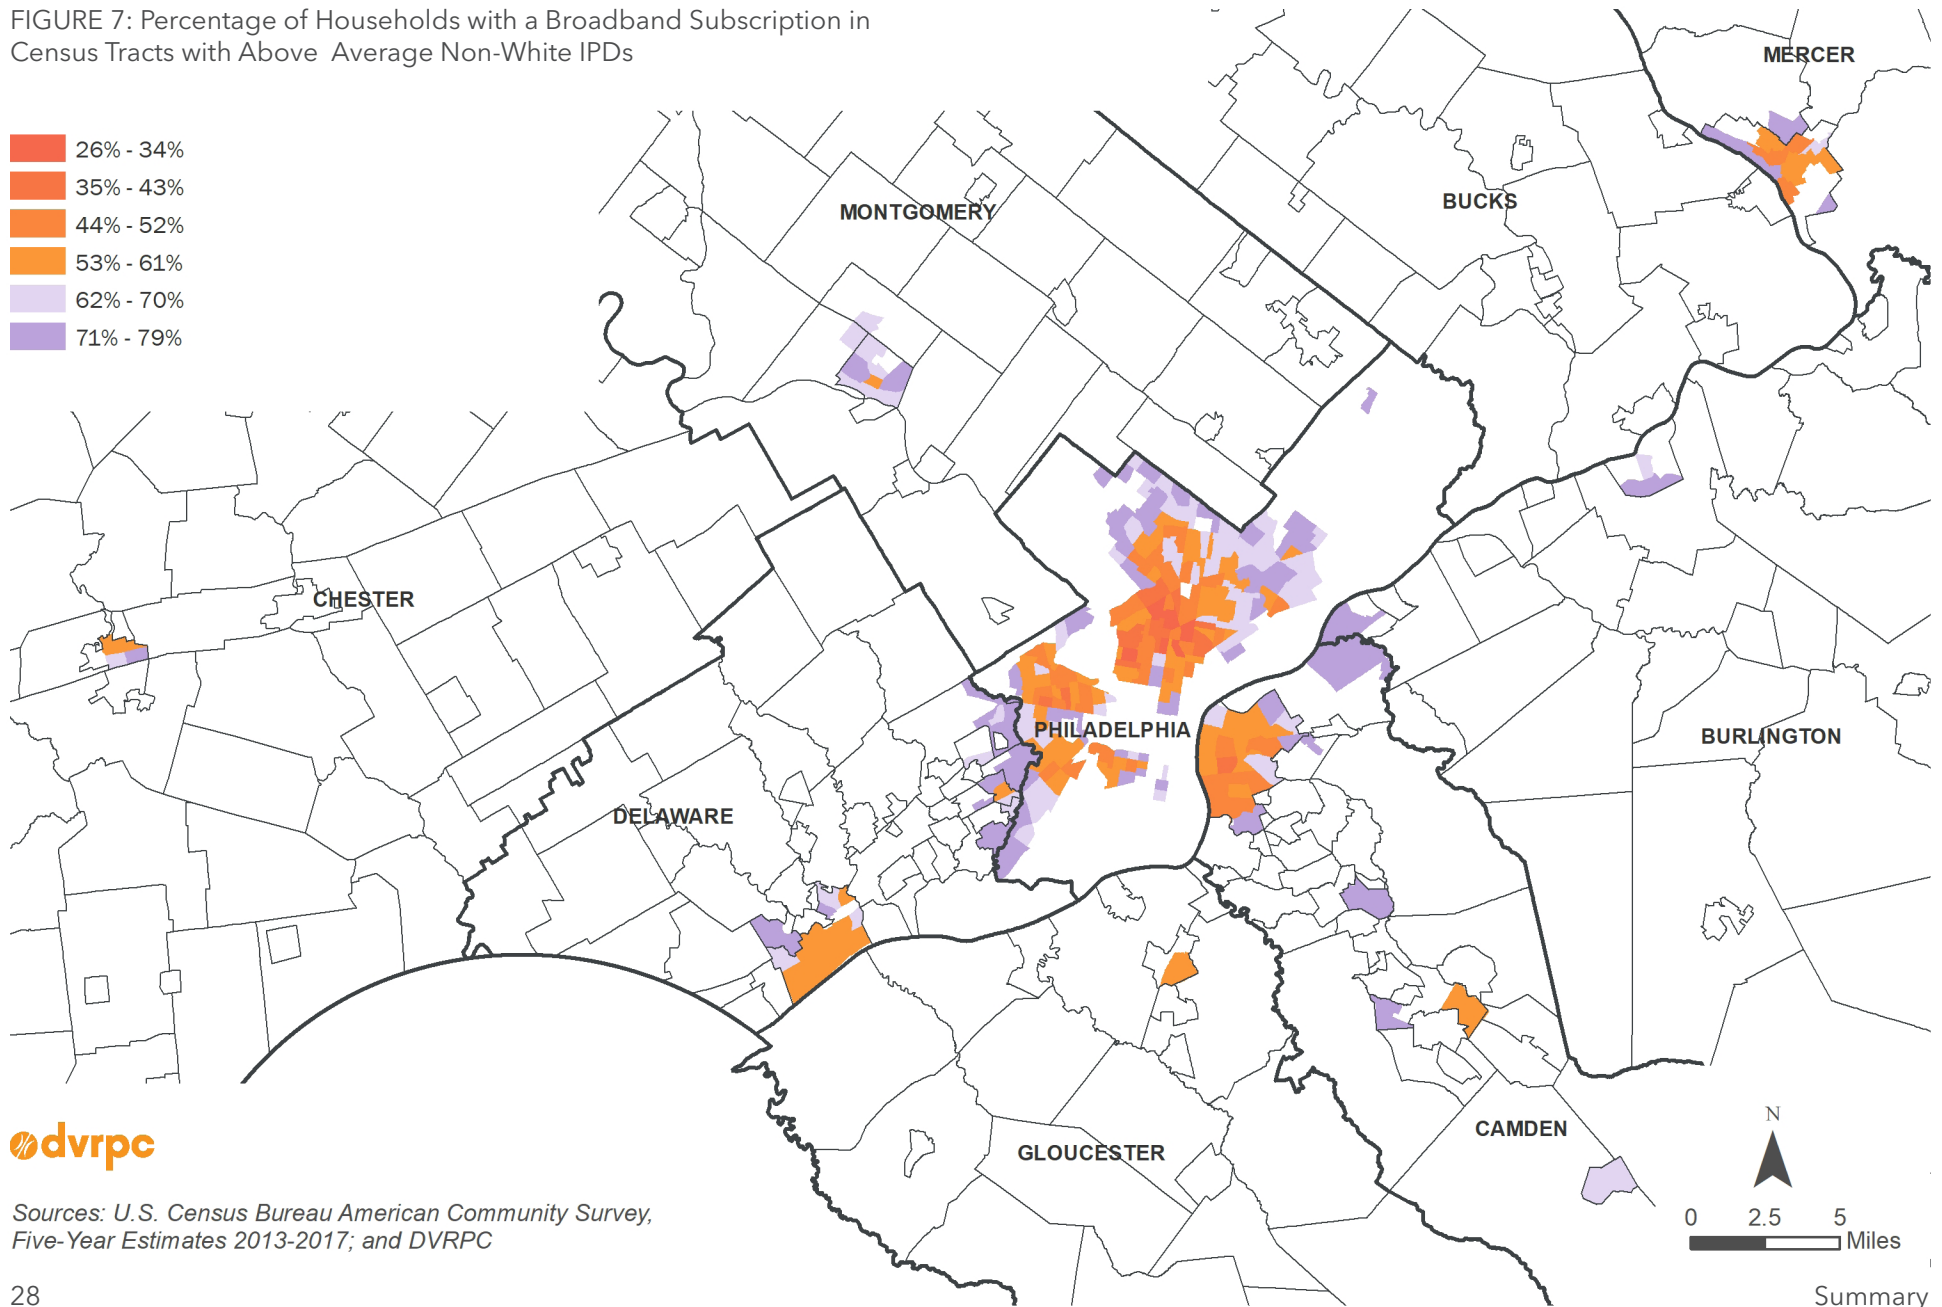 FIGURE 7: Percentage of Households with a Broadband Subscription in
Census Tracts with Above Average Non-White IPDs
26% - 34%
35% - 43%
44% - 52%
53% - 61%
62% - 70%
71% - 79%
MERCER
MONTGOMERY
BUCKS
CHESTER
PHILADELPHIA
BURLINGTON
DELAWARE
CAMDEN
GLOUCESTER
N
0 2.5 5
Miles
dvrpc
Sources: U.S. Census Bureau American Community Survey,
Five-Year Estimates 2013-2017; and DVRPC
28
Summary